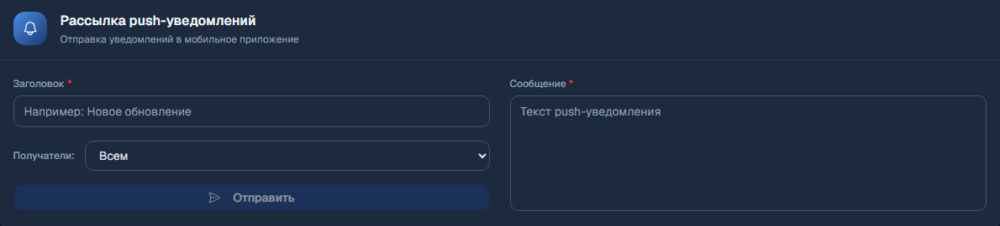 Рассылка push-уведомлений
Отправка уведомлений в мобильное приложение
Заголовок *
Например: Новое обновление
Получатели:
Всем
Отправить
Сообщение *
Текст push-уведомления